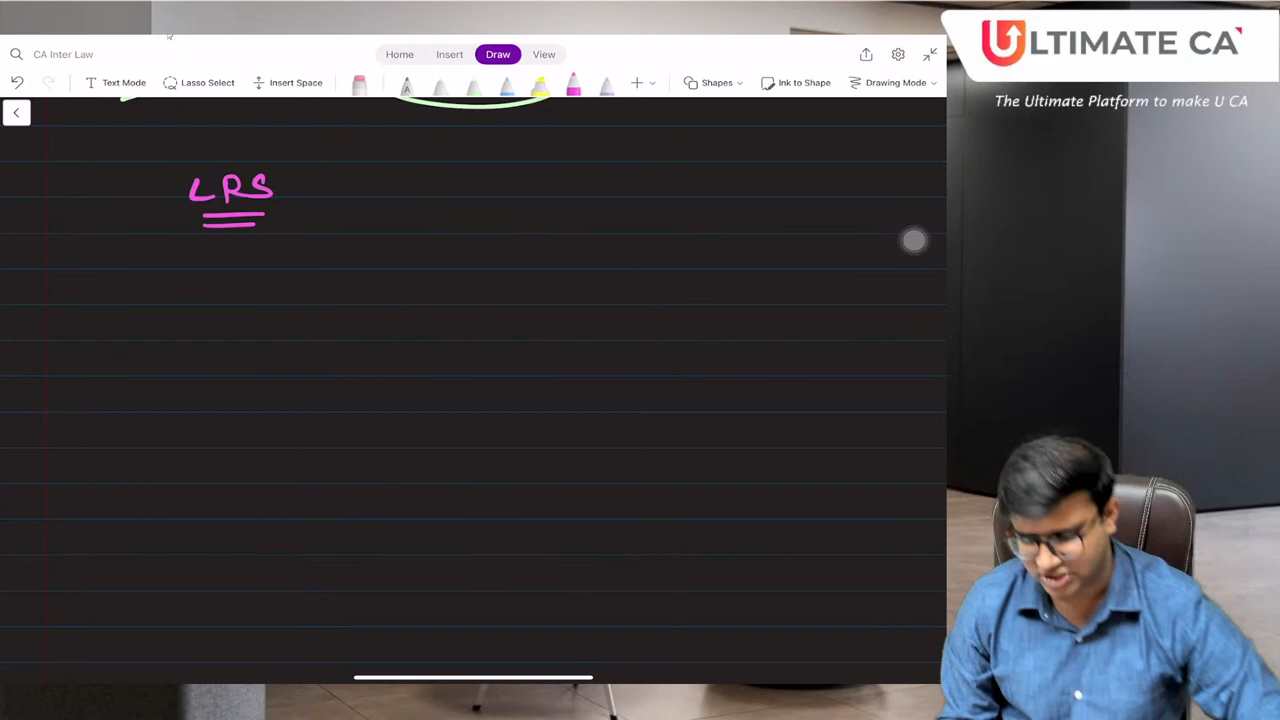 CA Inter Law
Home Insert Draw View
Text Mode Lasso Select Insert Space Shapes Ink to Shape Drawing Mode
LRS
ULTIMATE CA
The Ultimate Platform to make U CA